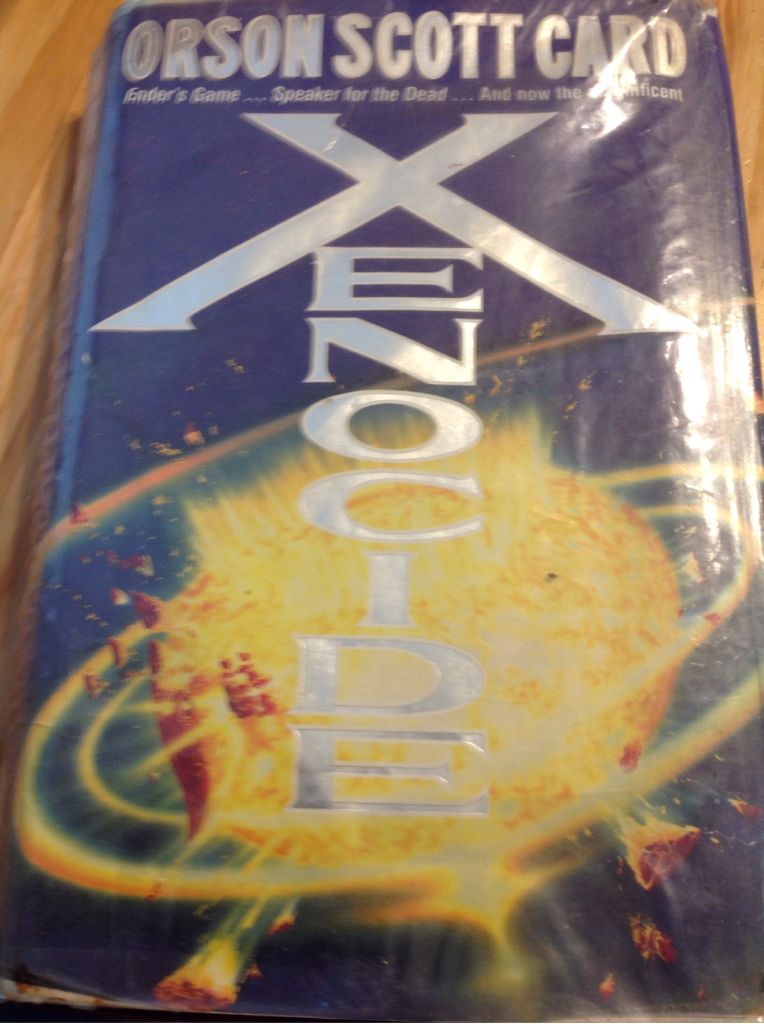 ORSON SCOTT CARD
Ender's Game ... Speaker for the Dead ... And now the
XENOCIDE